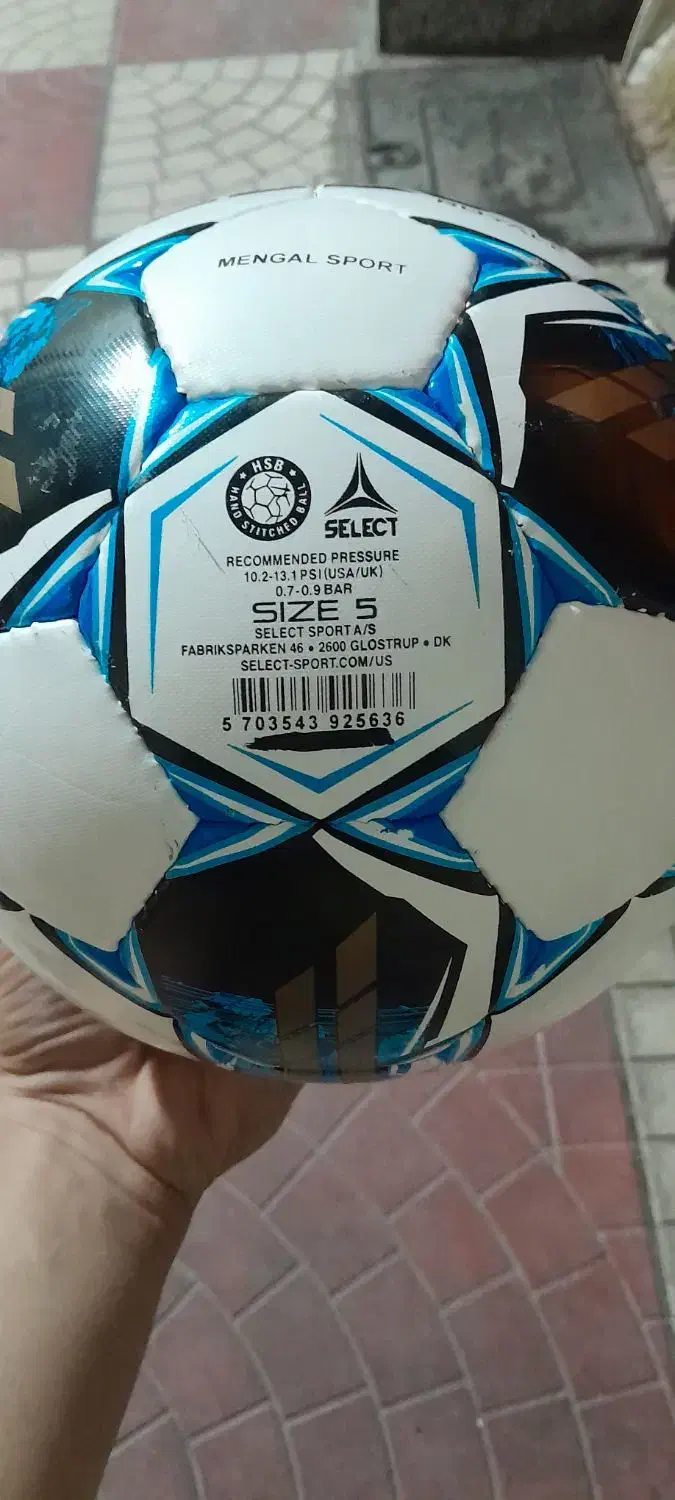 MENGAL SPORT
HSB
HAND STITCHED BALL
SELECT
RECOMMENDED PRESSURE
10.2-13.1 PSI (USA/UK)
0.7-0.9 BAR
SIZE 5
SELECT SPORT A/S
FABRIKSPARKEN 46 • 2600 GLOSTRUP • DK
SELECT-SPORT.COM/US
5 703543 925636